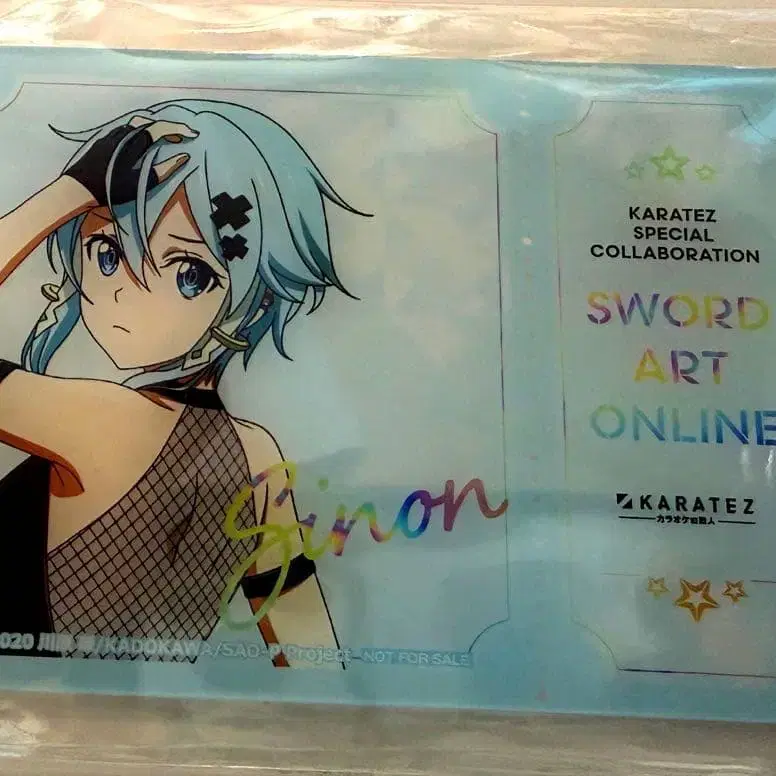 Sinon
2020 川原 礫/KADOKAWA/SAO-P Project NOT FOR SALE
KARATEZ
SPECIAL
COLLABORATION
SWORD
ART
ONLINE
KARATEZ
カラオケの鉄人